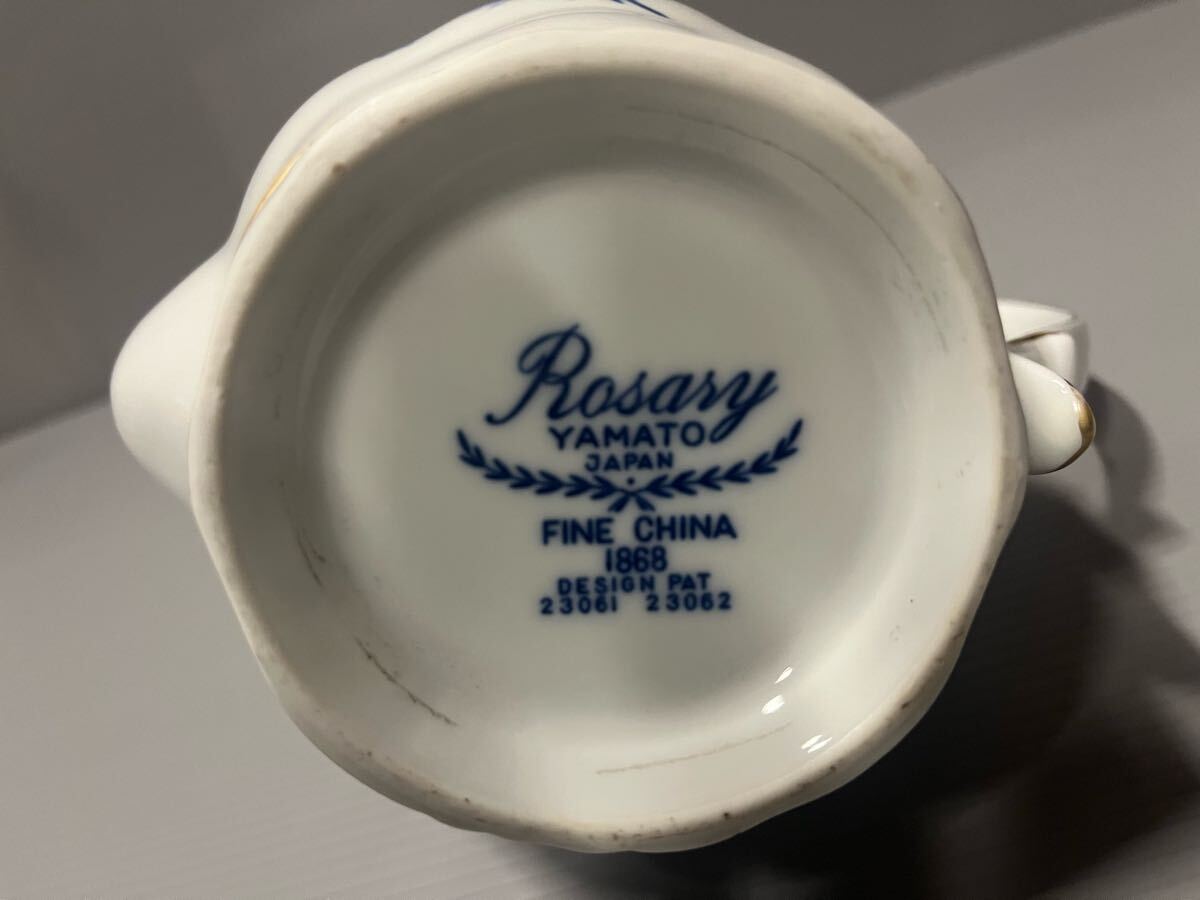 Rosary
YAMATO
JAPAN
FINE CHINA
1868
DESIGN PAT
23061 23062